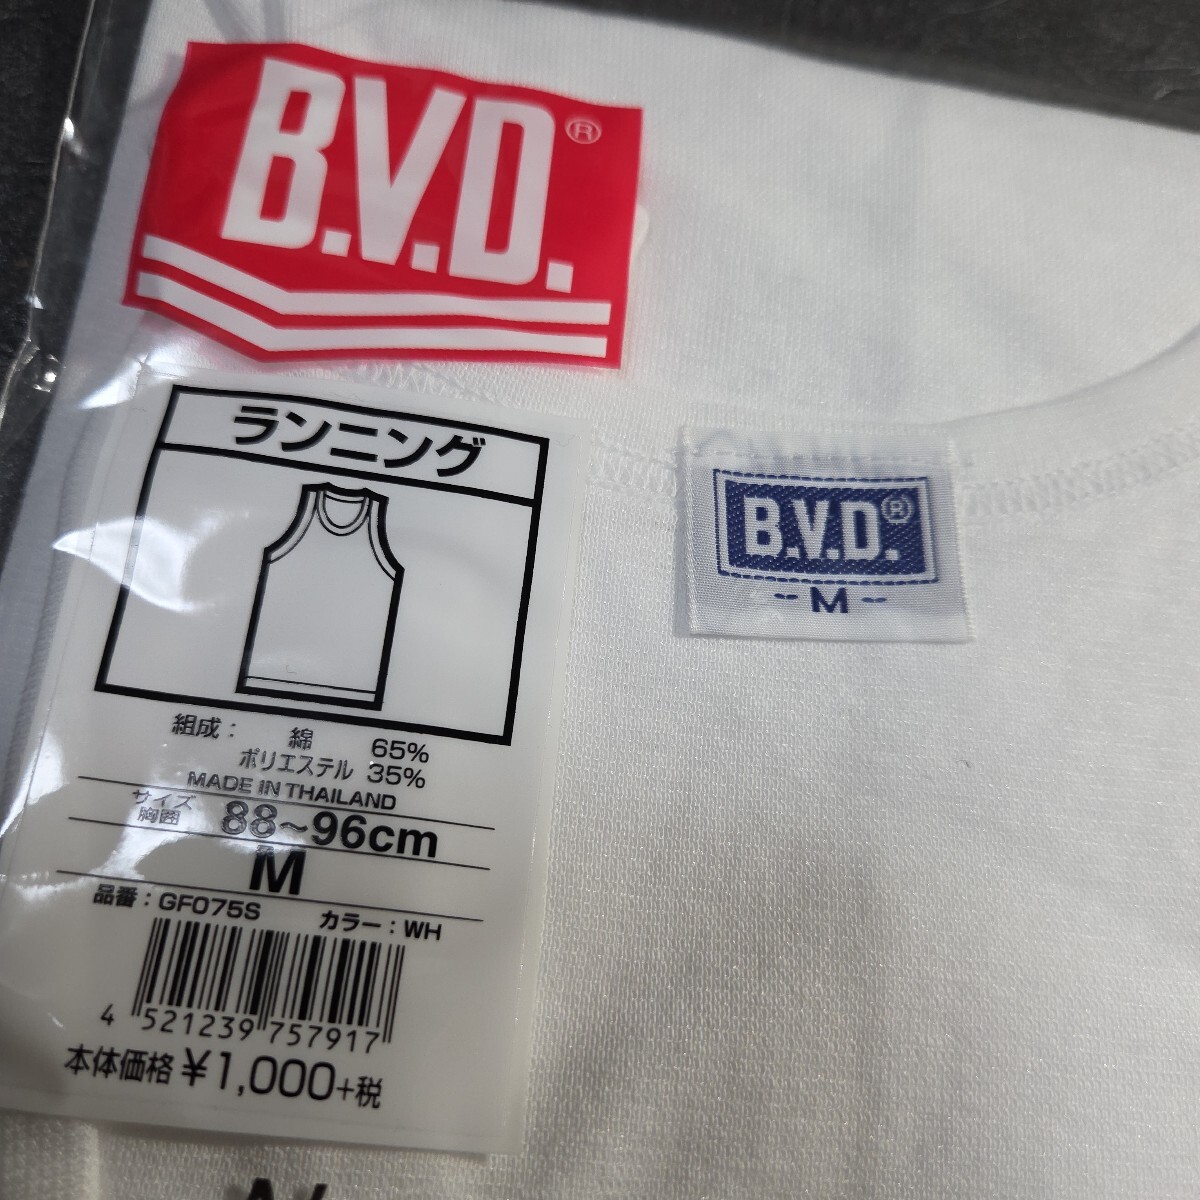 B.V.D.®
ランニング
組成： 綿 65%
ポリエステル 35%
MADE IN THAILAND
サイズ
胸囲 88～96cm
M
品番：GF075S カラー：WH
4 521239 757917
本体価格 ¥1,000+税
B.V.D.®
-M-